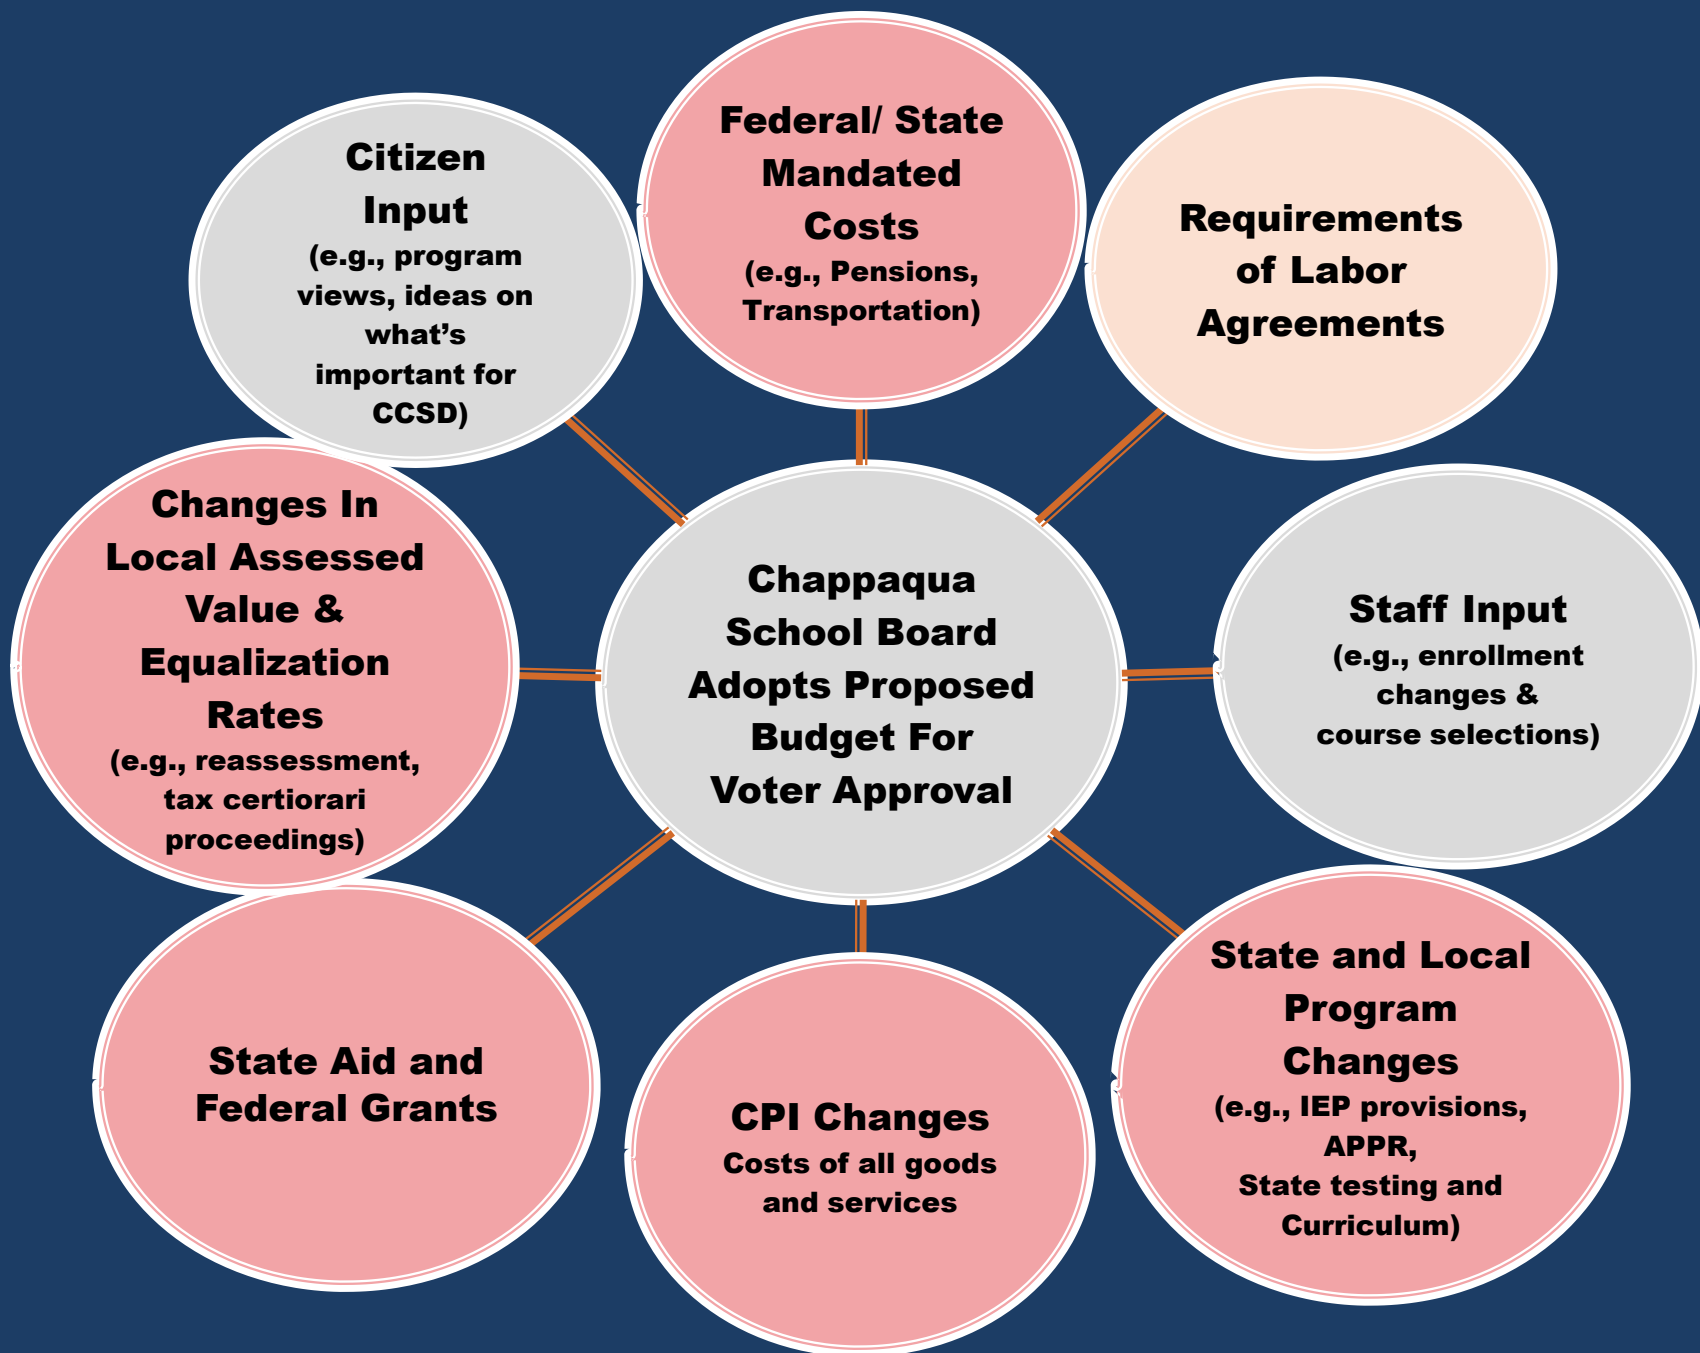 Citizen
Input
(e.g., program
views, ideas on
what's
important for
CCSD)
Federal/ State
Mandated
Costs
(e.g., Pensions,
Transportation)
Requirements
of Labor
Agreements
Changes In
Local Assessed
Value &
Equalization
Rates
(e.g., reassessment,
tax certiorari
proceedings)
Chappaqua
School Board
Adopts Proposed
Budget For
Voter Approval
Staff Input
(e.g., enrollment
changes &
course selections)
State Aid and
Federal Grants
CPI Changes
Costs of all goods
and services
State and Local
Program
Changes
(e.g., IEP provisions,
APPR,
State testing and
Curriculum)